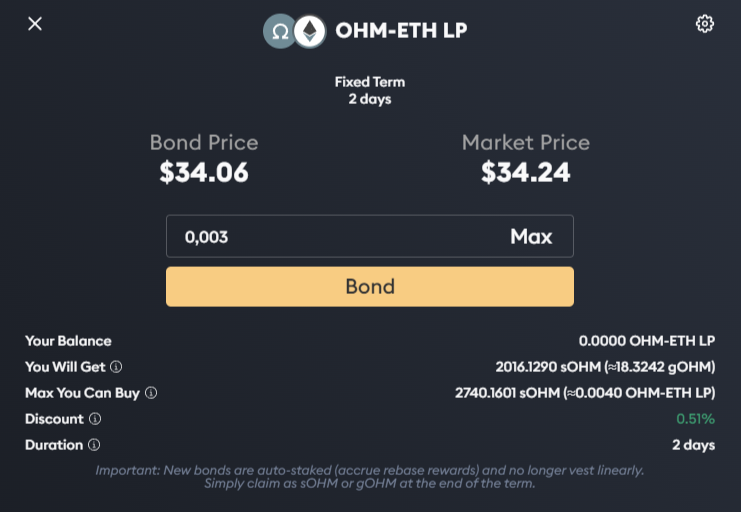 OHM-ETH LP
Fixed Term
2 days
Bond Price
Market Price
$34.06
$34.24
0,003
Max
Bond
Your Balance
0.0000 OHM-ETH LP
You Will Get
2016.1290 sOHM (≈18.3242 gOHM)
Max You Can Buy
2740.1601 sOHM (≈0.0040 OHM-ETH LP)
Discount
0.51%
Duration
2 days
Important: New bonds are auto-staked (accrue rebase rewards) and no longer vest linearly.
Simply claim as sOHM or gOHM at the end of the term.